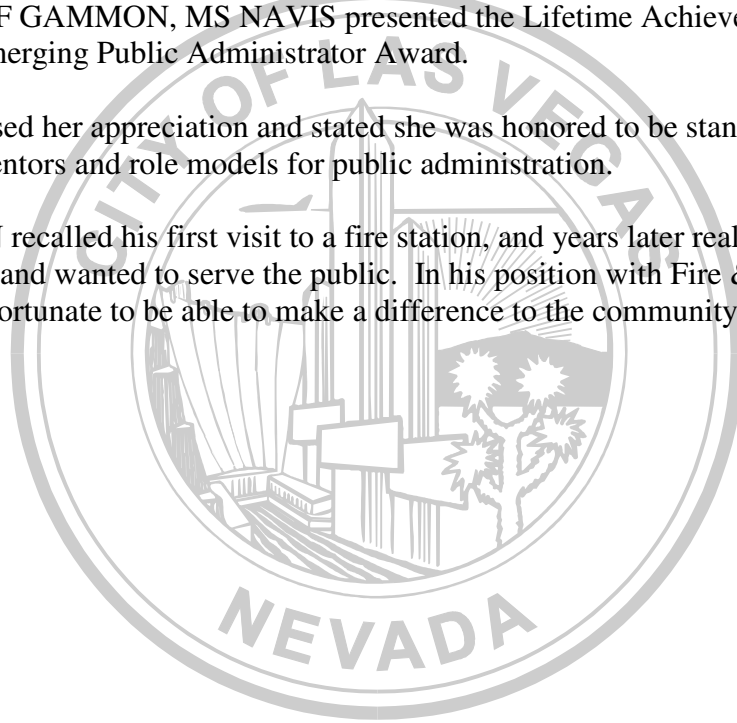 F GAMMON, MS NAVIS presented the Lifetime Achieve
merging Public Administrator Award.
sed her appreciation and stated she was honored to be stan
entors and role models for public administration.
recalled his first visit to a fire station, and years later real
and wanted to serve the public. In his position with Fire &
ortunate to be able to make a difference to the community
CITY OF LAS VEGAS
NEVADA